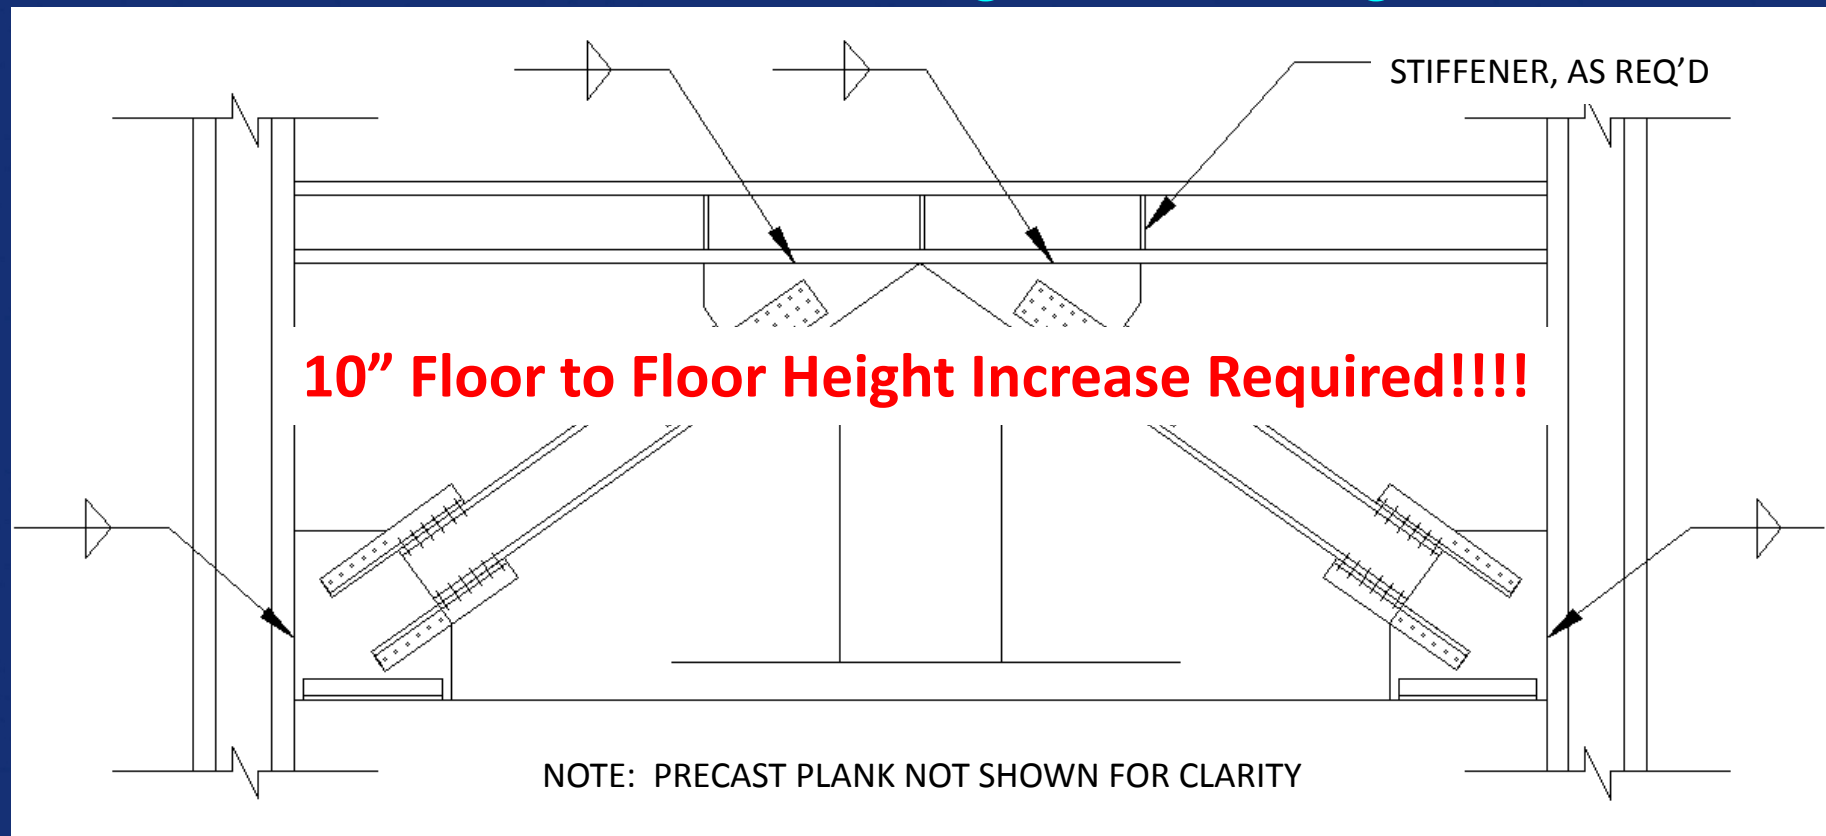 STIFFENER, AS REQ’D
10” Floor to Floor Height Increase Required!!!!
NOTE: PRECAST PLANK NOT SHOWN FOR CLARITY